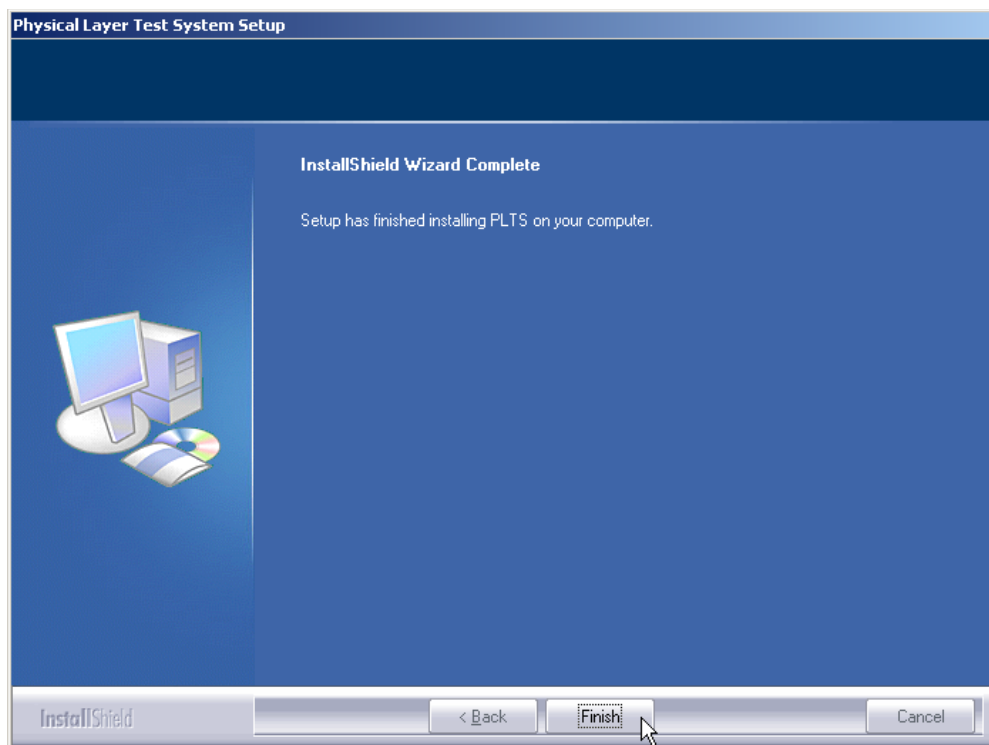 Physical Layer Test System Setup
InstallShield Wizard Complete
Setup has finished installing PLTS on your computer.
InstallShield
< Back
Finish
Cancel